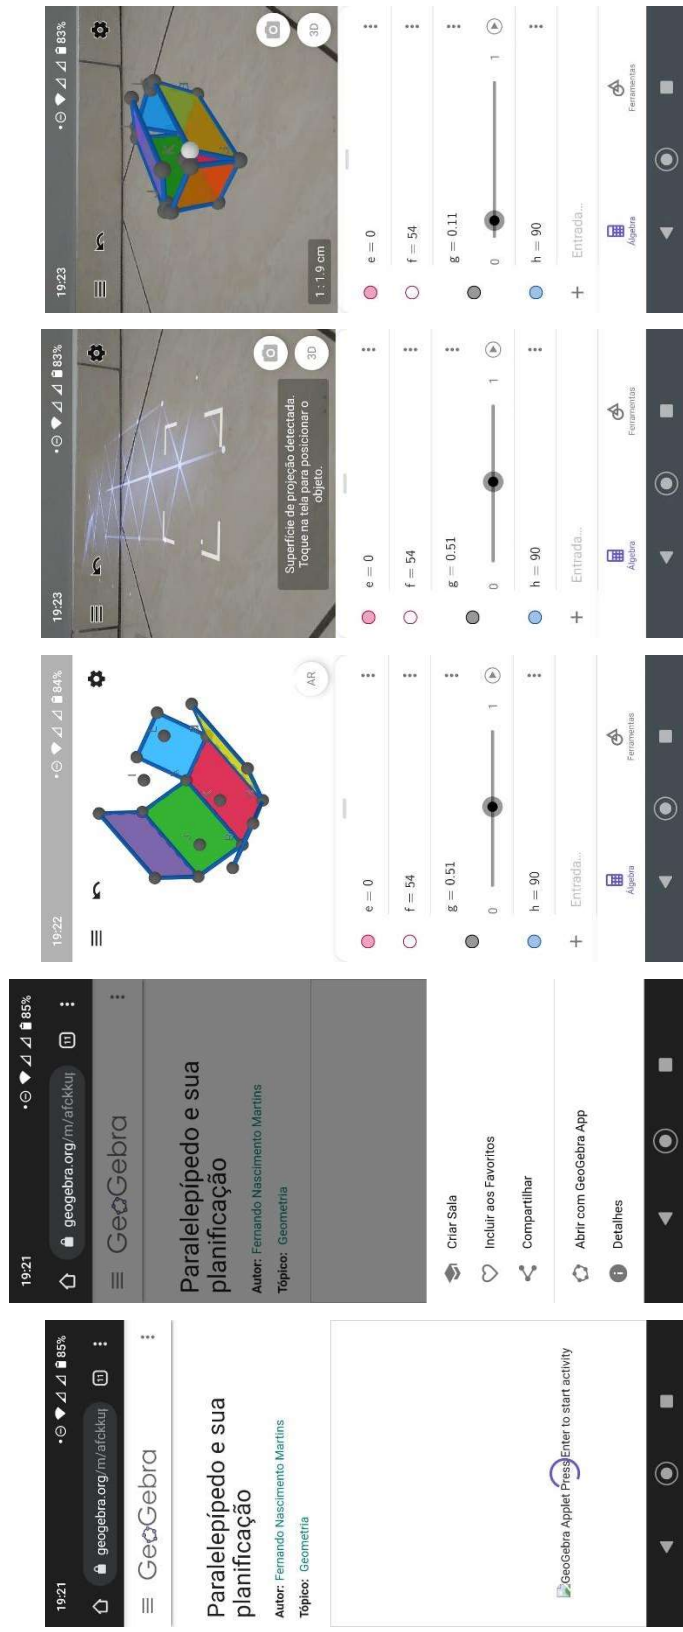 19:21
85%
geogebra.org/m/afckkup
11
GeoGebra
Paralelepípedo e sua
planificação
Autor: Fernando Nascimento Martins
Tópico: Geometria
GeoGebra Applet Press Enter to start activity
19:21
85%
geogebra.org/m/afckkup
11
GeoGebra
Paralelepípedo e sua
planificação
Autor: Fernando Nascimento Martins
Tópico: Geometria
Criar Sala
Incluir aos Favoritos
Compartilhar
Abrir com GeoGebra App
Detalhes
19:22
84%
AR
e = 0
f = 54
g = 0.51
0 1
h = 90
Entrada...
Álgebra Ferramentas
19:23
83%
Superfície de projeção detectada.
Toque na tela para posicionar o
objeto.
3D
e = 0
f = 54
g = 0.51
0 1
h = 90
Entrada...
Álgebra Ferramentas
19:23
83%
1 : 1.9 cm
3D
e = 0
f = 54
g = 0.11
0 1
h = 90
Entrada...
Álgebra Ferramentas